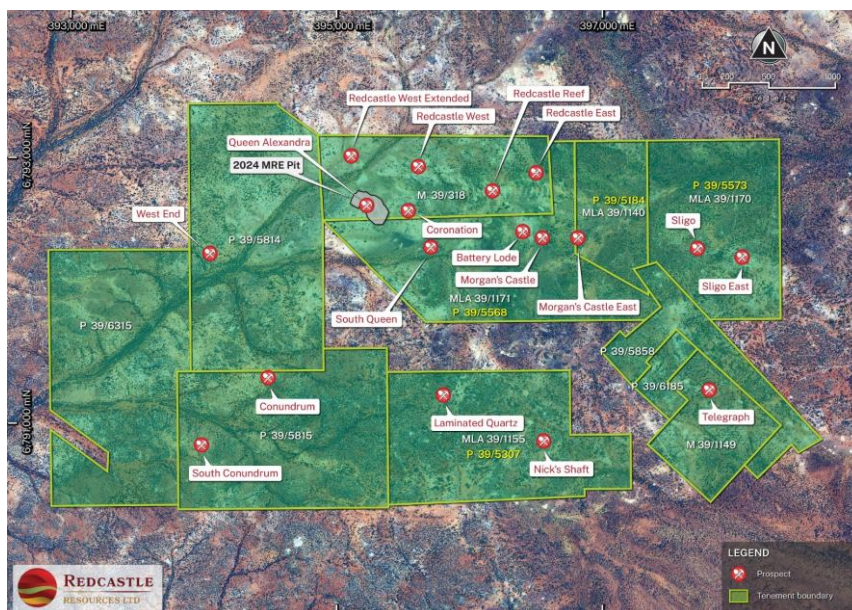 393,000 mE
395,000 mE
397,000 mE
N
200
500
6,793,000 mN
6,791,000 mN
Redcastle West Extended
Redcastle West
Redcastle Reef
Redcastle East
Queen Alexandra
2024 MRE Pit
M 39/318
P 39/5184
MLA 39/1140
P 39/5573
MLA 39/1170
West End
P 39/5814
Coronation
Battery Lode
Morgan's Castle
Morgan's Castle East
Sligo
Sligo East
South Queen
MLA 39/1171
P 39/5568
P 39/6315
P 39/5858
P 39/6185
Conundrum
P 39/5815
South Conundrum
Laminated Quartz
MLA 39/1155
P 39/5307
Nick's Shaft
Telegraph
M 39/1149
REDCASTLE
RESOURCES LTD
LEGEND
Prospect
Tenement boundary